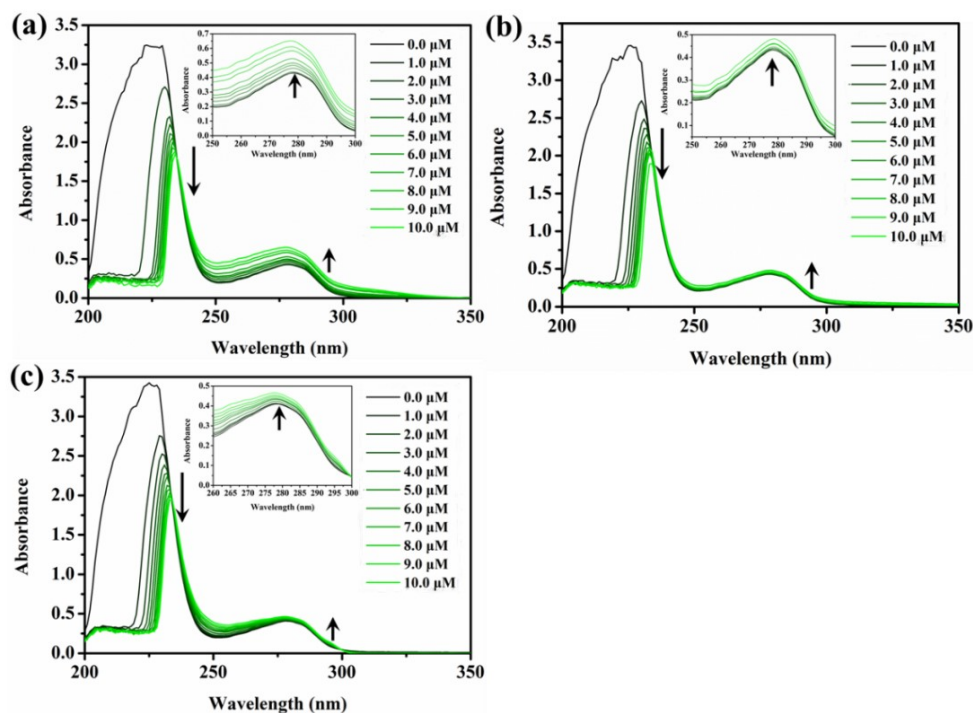 (a)
3.5
3.0
2.5
2.0
1.5
1.0
0.5
0.0
200 250 300 350
Absorbance
Wavelength (nm)
0.7
0.6
0.5
0.4
0.3
0.2
0.1
0.0
250 260 270 280 290 300
Absorbance
Wavelength (nm)
0.0 μM
1.0 μM
2.0 μM
3.0 μM
4.0 μM
5.0 μM
6.0 μM
7.0 μM
8.0 μM
9.0 μM
10.0 μM
(b)
3.5
3.0
2.5
2.0
1.5
1.0
0.5
0.0
200 250 300 350
Absorbance
Wavelength (nm)
0.5
0.4
0.3
0.2
0.1
250 260 270 280 290 300
Absorbance
Wavelength (nm)
0.0 μM
1.0 μM
2.0 μM
3.0 μM
4.0 μM
5.0 μM
6.0 μM
7.0 μM
8.0 μM
9.0 μM
10.0 μM
(c)
3.5
3.0
2.5
2.0
1.5
1.0
0.5
0.0
200 250 300 350
Absorbance
Wavelength (nm)
0.5
0.4
0.3
0.2
0.1
0.0
260 265 270 275 280 285 290 295 300
Absorbance
Wavelength (nm)
0.0 μM
1.0 μM
2.0 μM
3.0 μM
4.0 μM
5.0 μM
6.0 μM
7.0 μM
8.0 μM
9.0 μM
10.0 μM